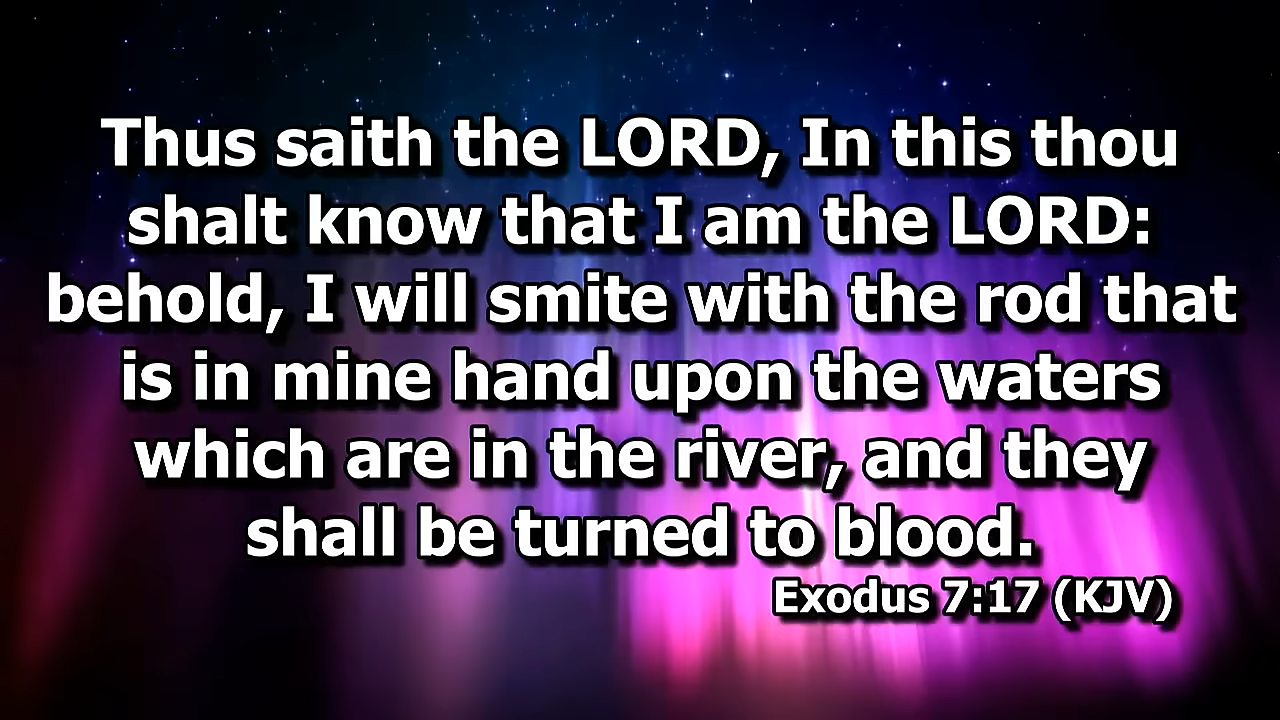 Thus saith the LORD, In this thou
shalt know that I am the LORD:
behold, I will smite with the rod that
is in mine hand upon the waters
which are in the river, and they
shall be turned to blood.
Exodus 7:17 (KJV)